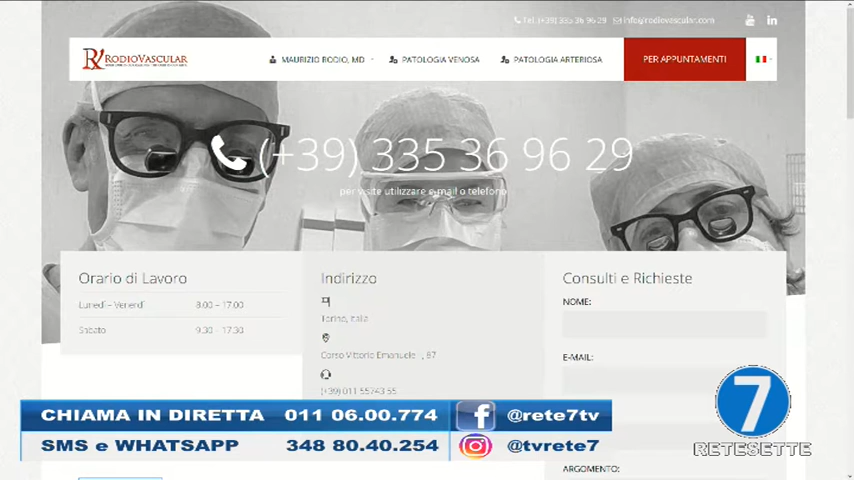 Tel. (+39) 335 36 96 29 info@rodiovascular.com
RODIOVASCULAR
MAURIZIO RODIO, MD PATOLOGIA VENOSA PATOLOGIA ARTERIOSA PER APPUNTAMENTI
(+39) 335 36 96 29
per visite utilizzare e-mail o telefono
Orario di Lavoro
Lunedì – Venerdì 8.00 – 17.00
Sabato 9.30 – 17.30
Indirizzo
Torino, Italia
Corso Vittorio Emanuele
87
(+39) 011
Consulti e Richieste
NOME:
E-MAIL:
ARGOMENTO:
CHIAMA IN DIRETTA 011 06.00.774 @rete7tv
SMS e WHATSAPP 348 80.40.254 @tvrete7
7
RETESETTE